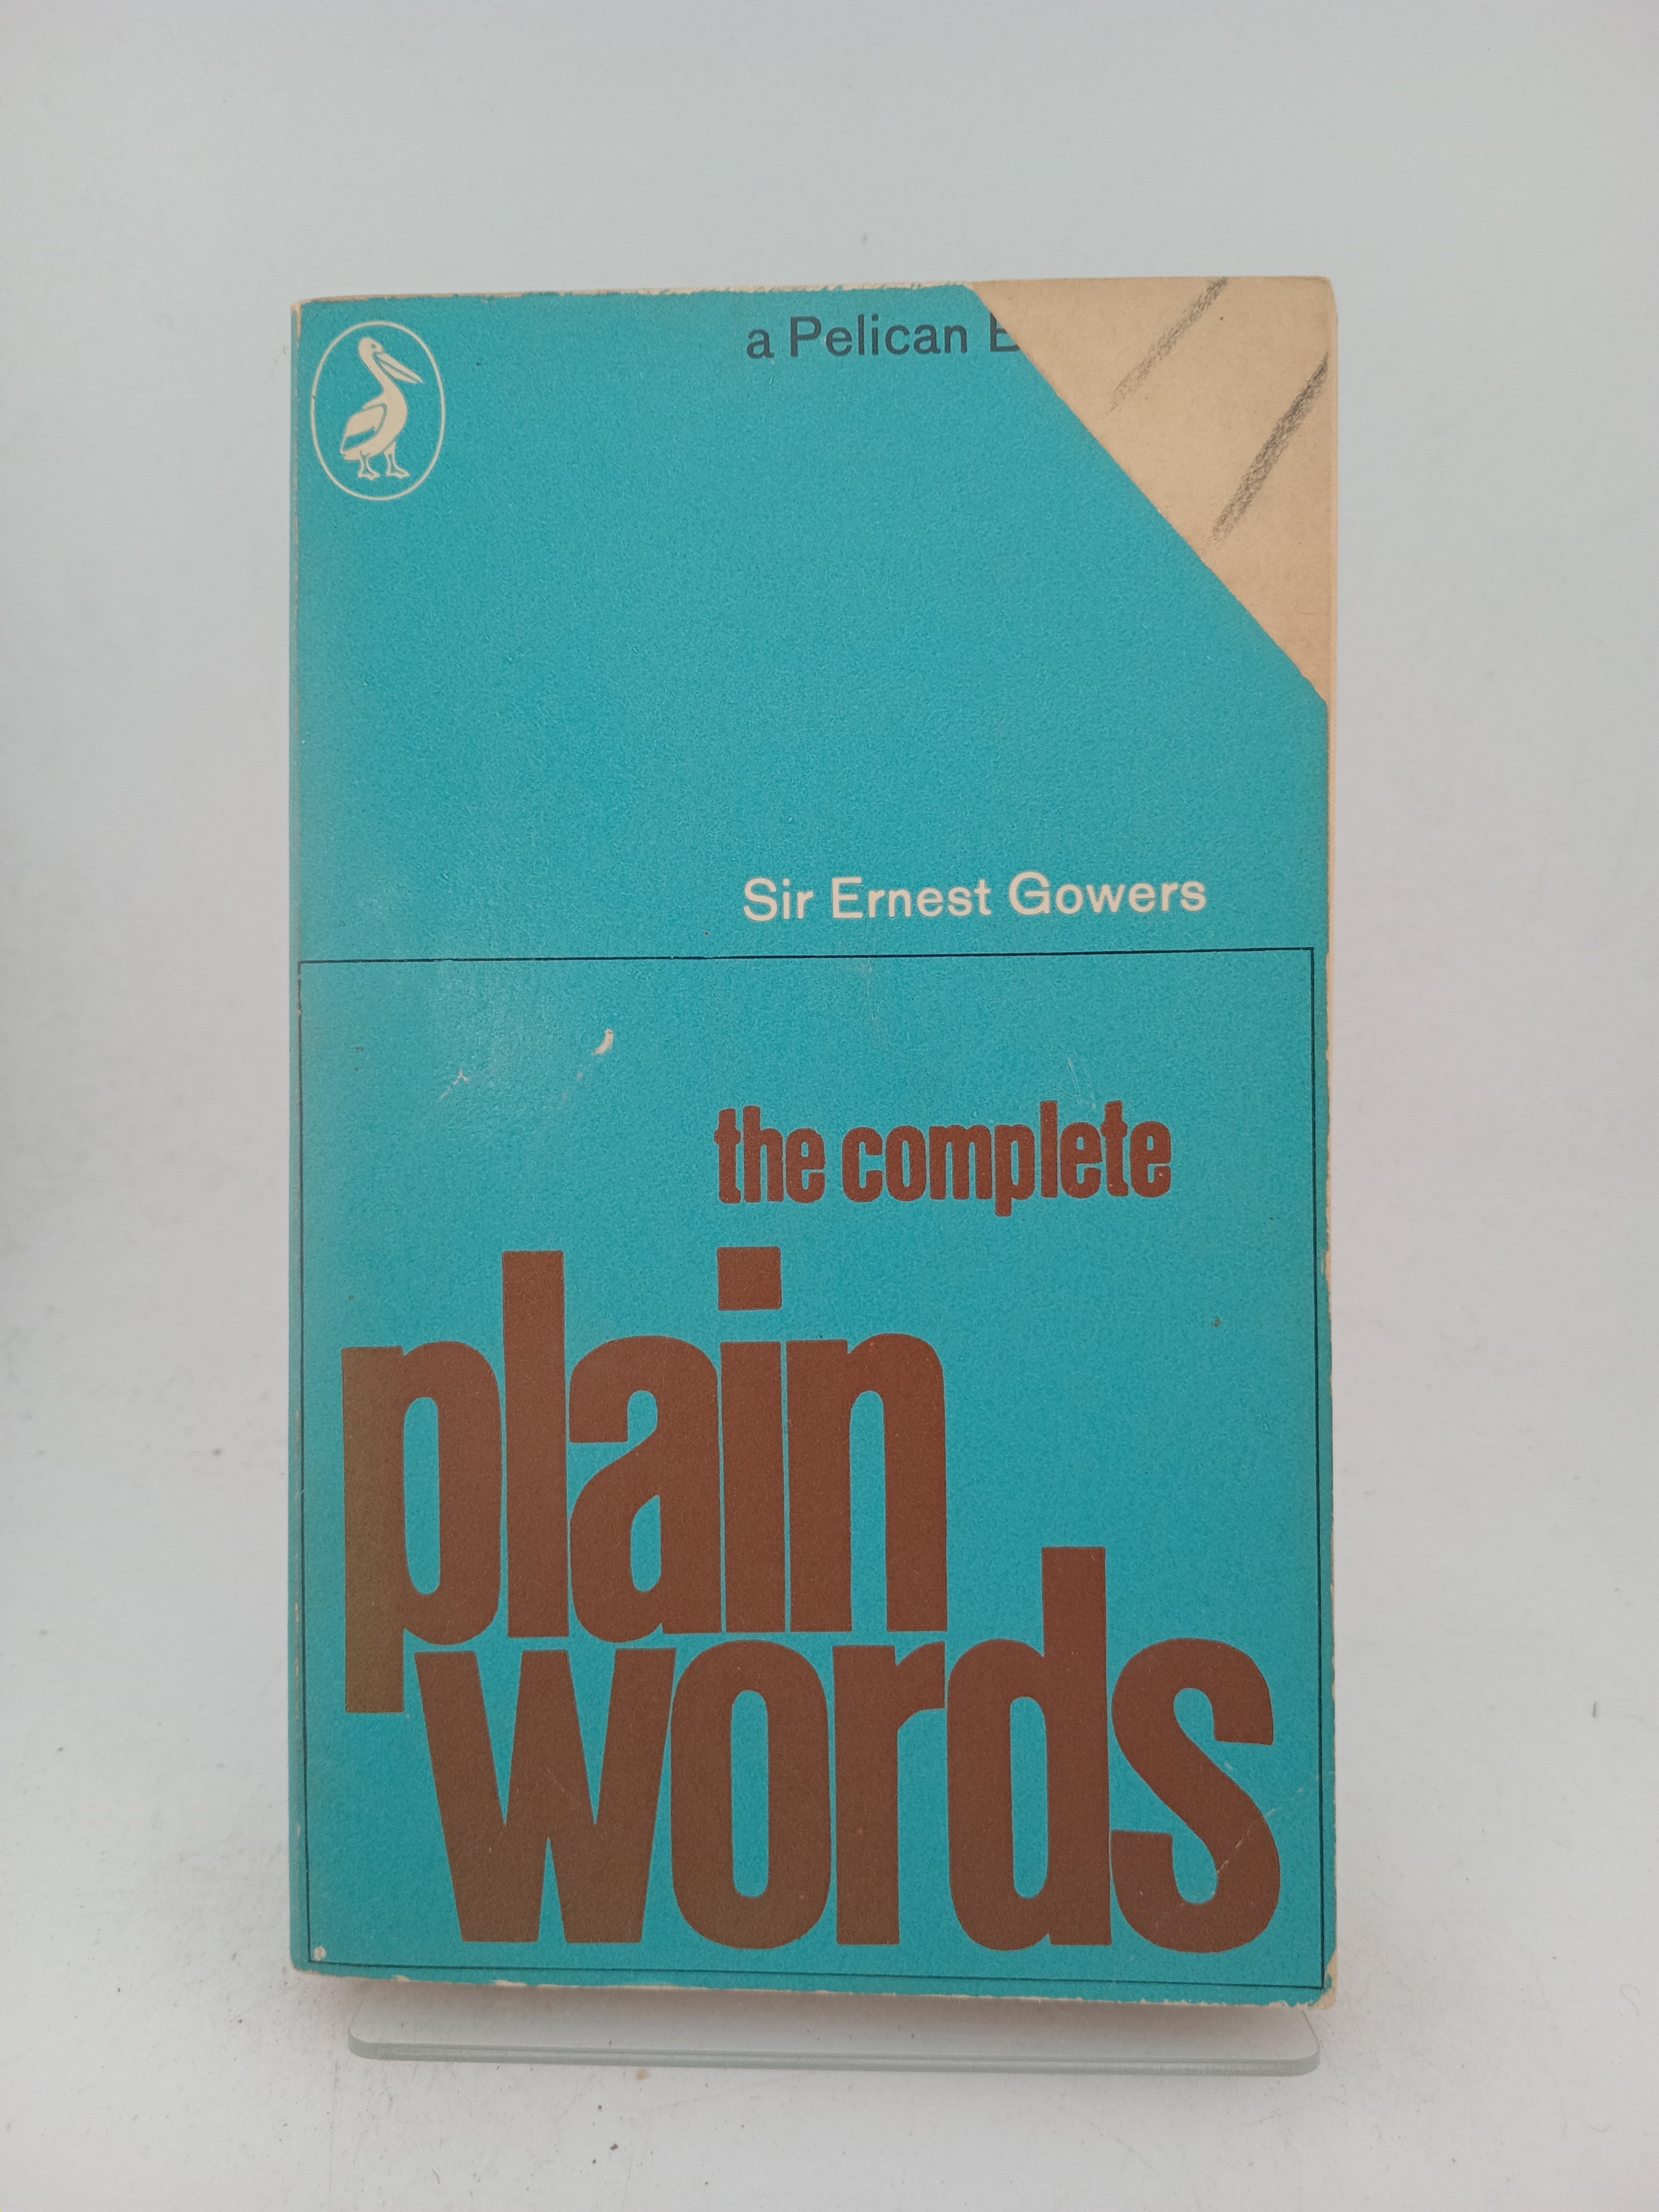 a Pelican
Sir Ernest Gowers
the complete
plain
words